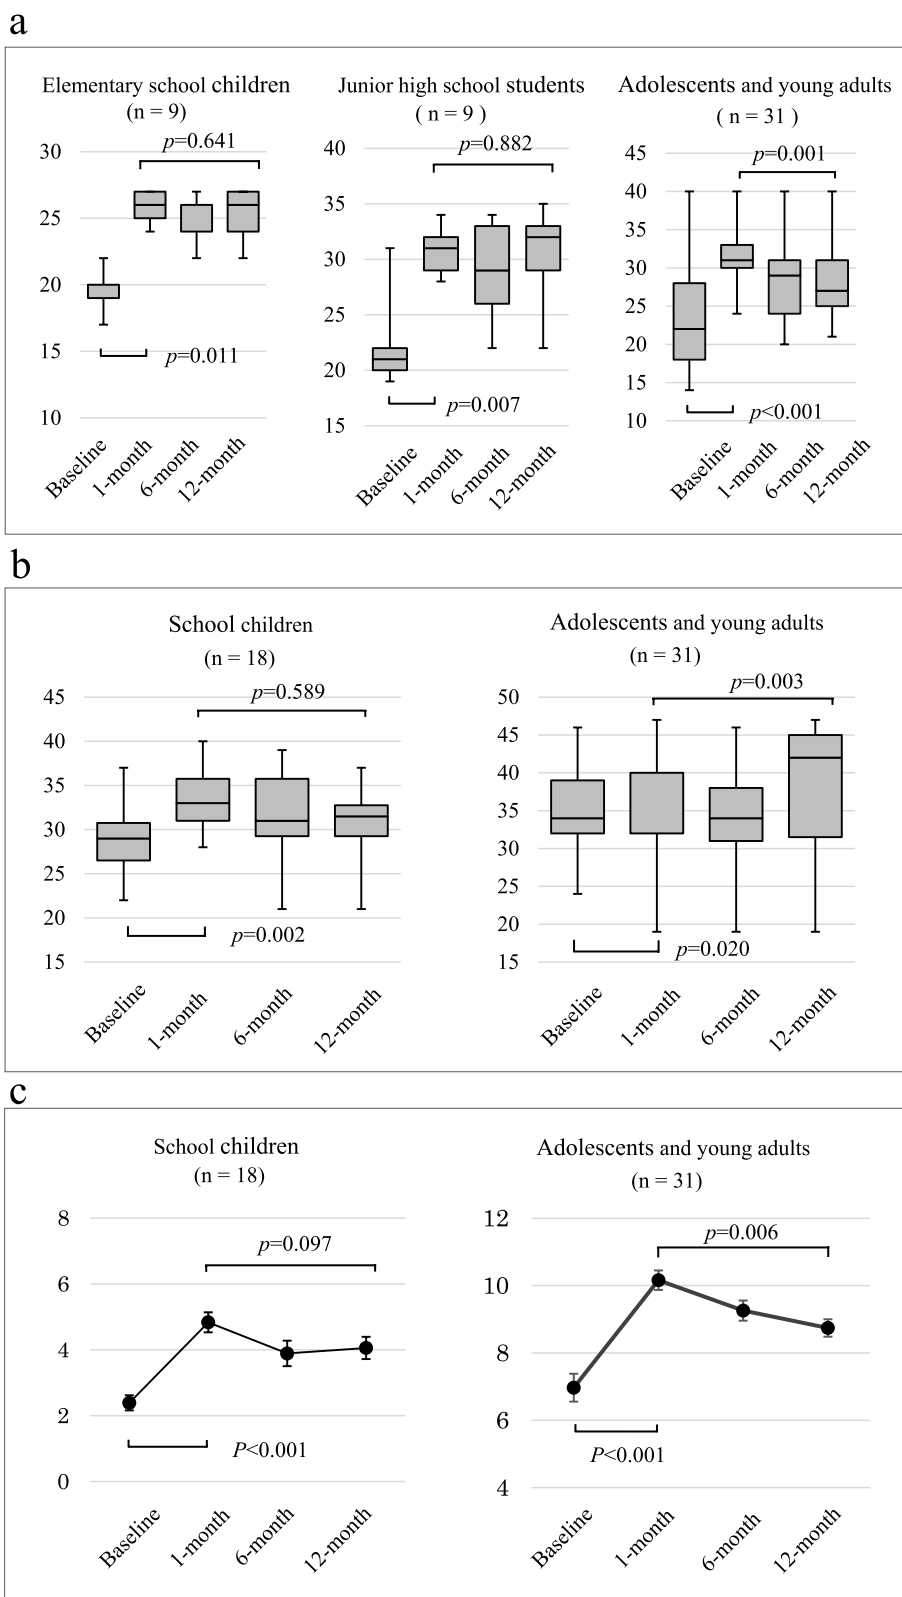 a
Elementary school children
(n = 9)
p=0.641
30
25
20
15
10
p=0.011
Baseline
1-month
6-month
12-month
Junior high school students
( n = 9 )
p=0.882
40
35
30
25
20
15
p=0.007
Baseline
1-month
6-month
12-month
Adolescents and young adults
( n = 31 )
p=0.001
45
40
35
30
25
20
15
10
p<0.001
Baseline
1-month
6-month
12-month
b
School children
(n = 18)
p=0.589
45
40
35
30
25
20
15
p=0.002
Baseline
1-month
6-month
12-month
Adolescents and young adults
(n = 31)
p=0.003
50
45
40
35
30
25
20
15
p=0.020
Baseline
1-month
6-month
12-month
c
School children
(n = 18)
p=0.097
8
6
4
2
0
P<0.001
Baseline
1-month
6-month
12-month
Adolescents and young adults
(n = 31)
p=0.006
12
10
8
6
4
P<0.001
Baseline
1-month
6-month
12-month